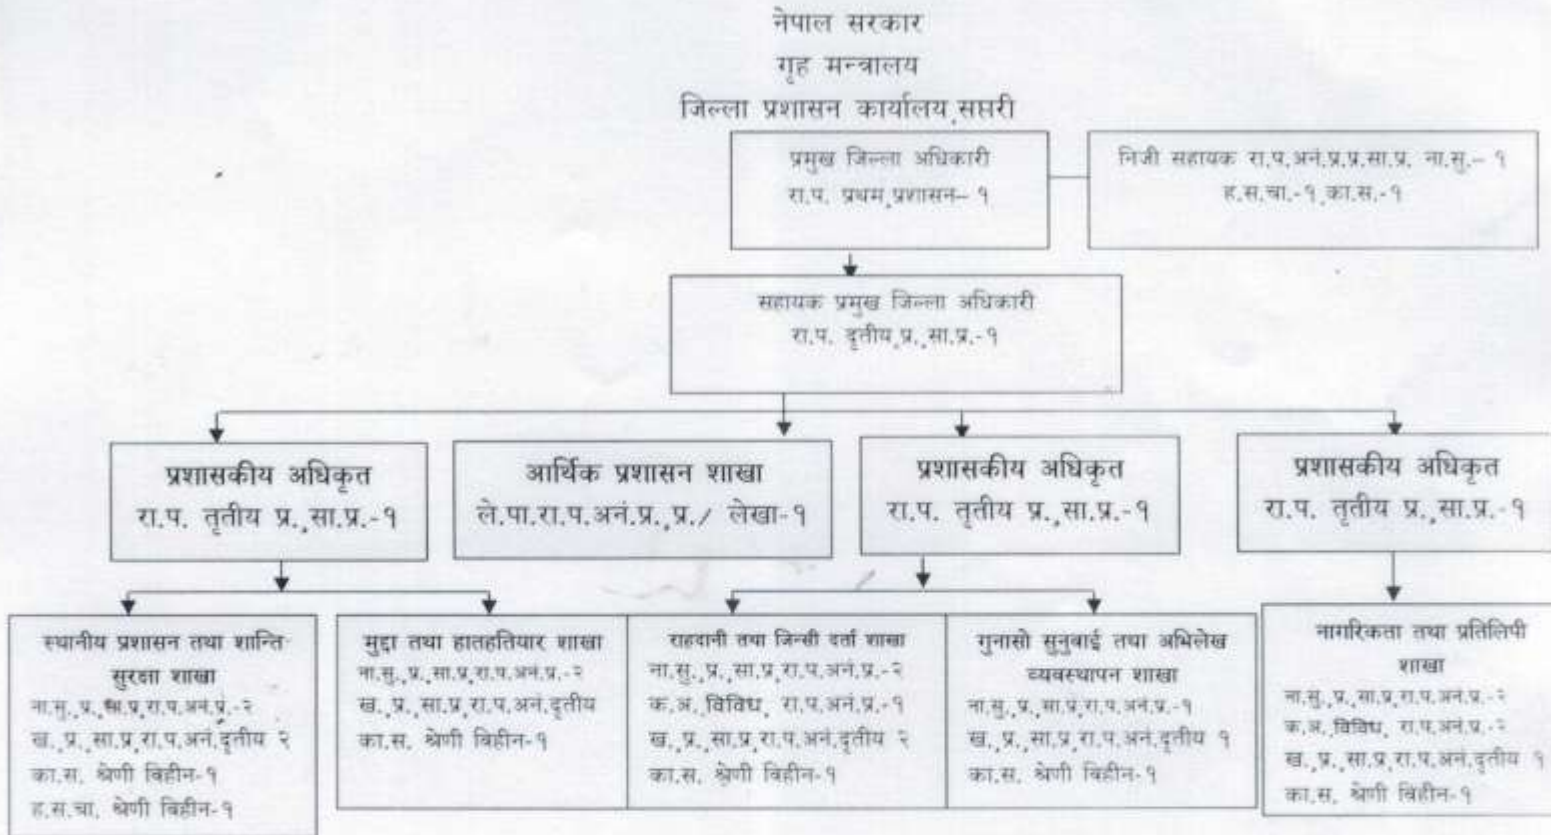 नेपाल सरकार
गृह मन्त्रालय
जिल्ला प्रशासन कार्यालय,सप्तरी
प्रमुख जिल्ला अधिकारी
रा.प. प्रथम,प्रशासन– १
निजी सहायक रा.प.अनं.प्र.प्र.सा.प्र. ना.सु.– १
ह.स.चा.-१,का.स.-१
सहायक प्रमुख जिल्ला अधिकारी
रा.प. दृतीय,प्र.,सा.प्र.-१
प्रशासकीय अधिकृत
रा.प. तृतीय प्र.,सा.प्र.-१
आर्थिक प्रशासन शाखा
ले.पा.रा.प.अनं.प्र.,प्र./ लेखा-१
प्रशासकीय अधिकृत
रा.प. तृतीय प्र.,सा.प्र.-१
प्रशासकीय अधिकृत
रा.प. तृतीय प्र.,सा.प्र.-१
स्थानीय प्रशासन तथा शान्ति-
सुरक्षा शाखा
ना.सु.,प्र.,सा.प्र,रा.प.अनं.प्र.-२
ख.,प्र.,सा.प्र,रा.प.अनं.दृतीय २
का.स. श्रेणी विहीन-१
ह.स.चा. श्रेणी विहीन-१
मुद्दा तथा हातहतियार शाखा
ना.सु.,प्र.,सा.प्र,रा.प.अनं.प्र.-२
ख.,प्र.,सा.प्र,रा.प.अनं.दृतीय
का.स. श्रेणी विहीन-१
राहदानी तथा जिन्सी दर्ता शाखा
ना.सु.,प्र.,सा.प्र,रा.प.अनं.प्र.-२
क.अ. विविध, रा.प.अनं.प्र.-१
ख.,प्र.,सा.प्र,रा.प.अनं.दृतीय २
का.स. श्रेणी विहीन-१
गुनासो सुनुवाई तथा अभिलेख
व्यवस्थापन शाखा
ना.सु.,प्र.,सा.प्र,रा.प.अनं.प्र.-१
ख.,प्र.,सा.प्र,रा.प.अनं.दृतीय १
का.स. श्रेणी विहीन-१
नागरिकता तथा प्रतिलिपी
शाखा
ना.सु.,प्र.,सा.प्र,रा.प.अनं.प्र.-२
क.अ. विविध, रा.प.अनं.प्र.-२
ख.,प्र.,सा.प्र,रा.प.अनं.दृतीय १
का.स. श्रेणी विहीन-१